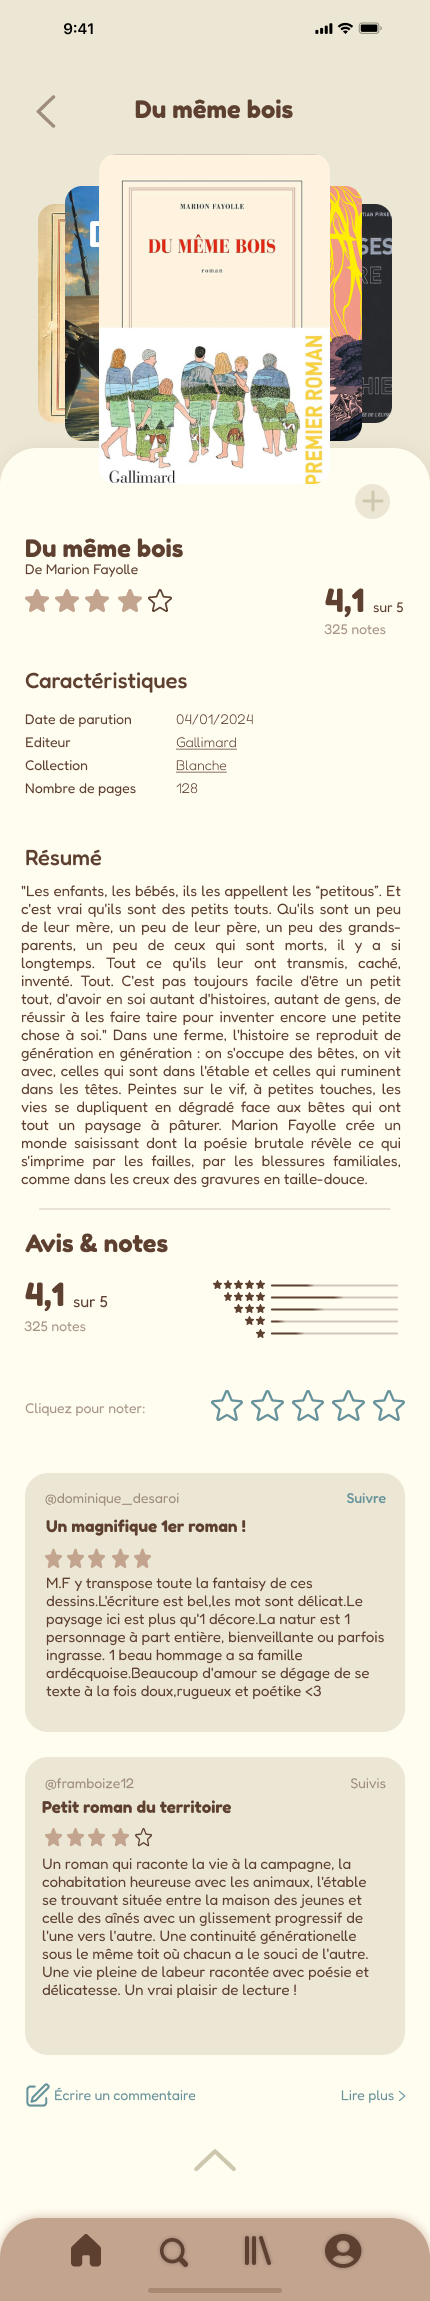 9:41
Du même bois
MARION FAYOLLE
DU MÊME BOIS
roman
Gallimard
PREMIER ROMAN
Du même bois
De Marion Fayolle
4,1 sur 5
325 notes
Caractéristiques
Date de parution 04/01/2024
Editeur Gallimard
Collection Blanche
Nombre de pages 128
Résumé
"Les enfants, les bébés, ils les appellent les “petitous”. Et
c'est vrai qu'ils sont des petits touts. Qu'ils sont un peu
de leur mère, un peu de leur père, un peu des grands-
parents, un peu de ceux qui sont morts, il y a si
longtemps. Tout ce qu'ils leur ont transmis, caché,
inventé. Tout. C'est pas toujours facile d'être un petit
tout, d'avoir en soi autant d'histoires, autant de gens, de
réussir à les faire taire pour inventer encore une petite
chose à soi." Dans une ferme, l'histoire se reproduit de
génération en génération : on s'occupe des bêtes, on vit
avec, celles qui sont dans l'étable et celles qui ruminent
dans les têtes. Peintes sur le vif, à petites touches, les
vies se dupliquent en dégradé face aux bêtes qui ont
tout un paysage à pâturer. Marion Fayolle crée un
monde saisissant dont la poésie brutale révèle ce qui
s'imprime par les failles, par les blessures familiales,
comme dans les creux des gravures en taille-douce.
Avis & notes
4,1 sur 5
325 notes
Cliquez pour noter:
@dominique_desaroi Suivre
Un magnifique 1er roman !
M.F y transpose toute la fantaisy de ces
dessins.L'écriture est bel,les mot sont délicat.Le
paysage ici est plus qu'1 décore.La natur est 1
personnage à part entière, bienveillante ou parfois
ingrasse. 1 beau hommage a sa famille
ardécquoise.Beaucoup d'amour se dégage de se
texte à la fois doux,rugueux et poétike <3
@framboize12 Suivis
Petit roman du territoire
Un roman qui raconte la vie à la campagne, la
cohabitation heureuse avec les animaux, l'étable
se trouvant située entre la maison des jeunes et
celle des aînés avec un glissement progressif de
l'une vers l'autre. Une continuité générationelle
sous le même toit où chacun a le souci de l'autre.
Une vie pleine de labeur racontée avec poésie et
délicatesse. Un vrai plaisir de lecture !
Écrire un commentaire Lire plus >